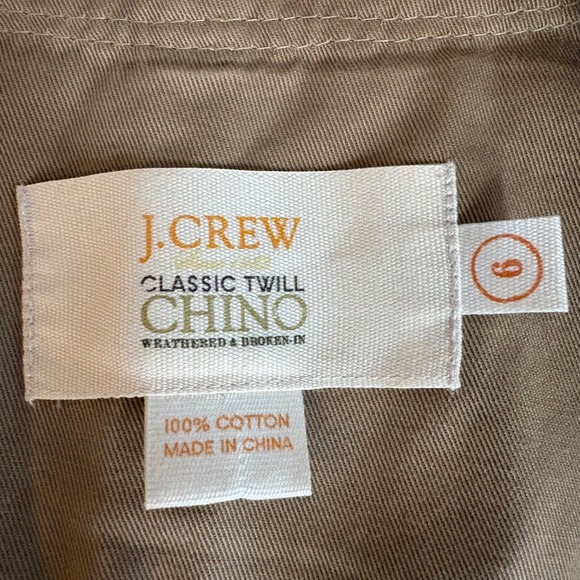 J.CREW
CLASSIC TWILL
CHINO
WEATHERED & BROKEN-IN
6
100% COTTON
MADE IN CHINA